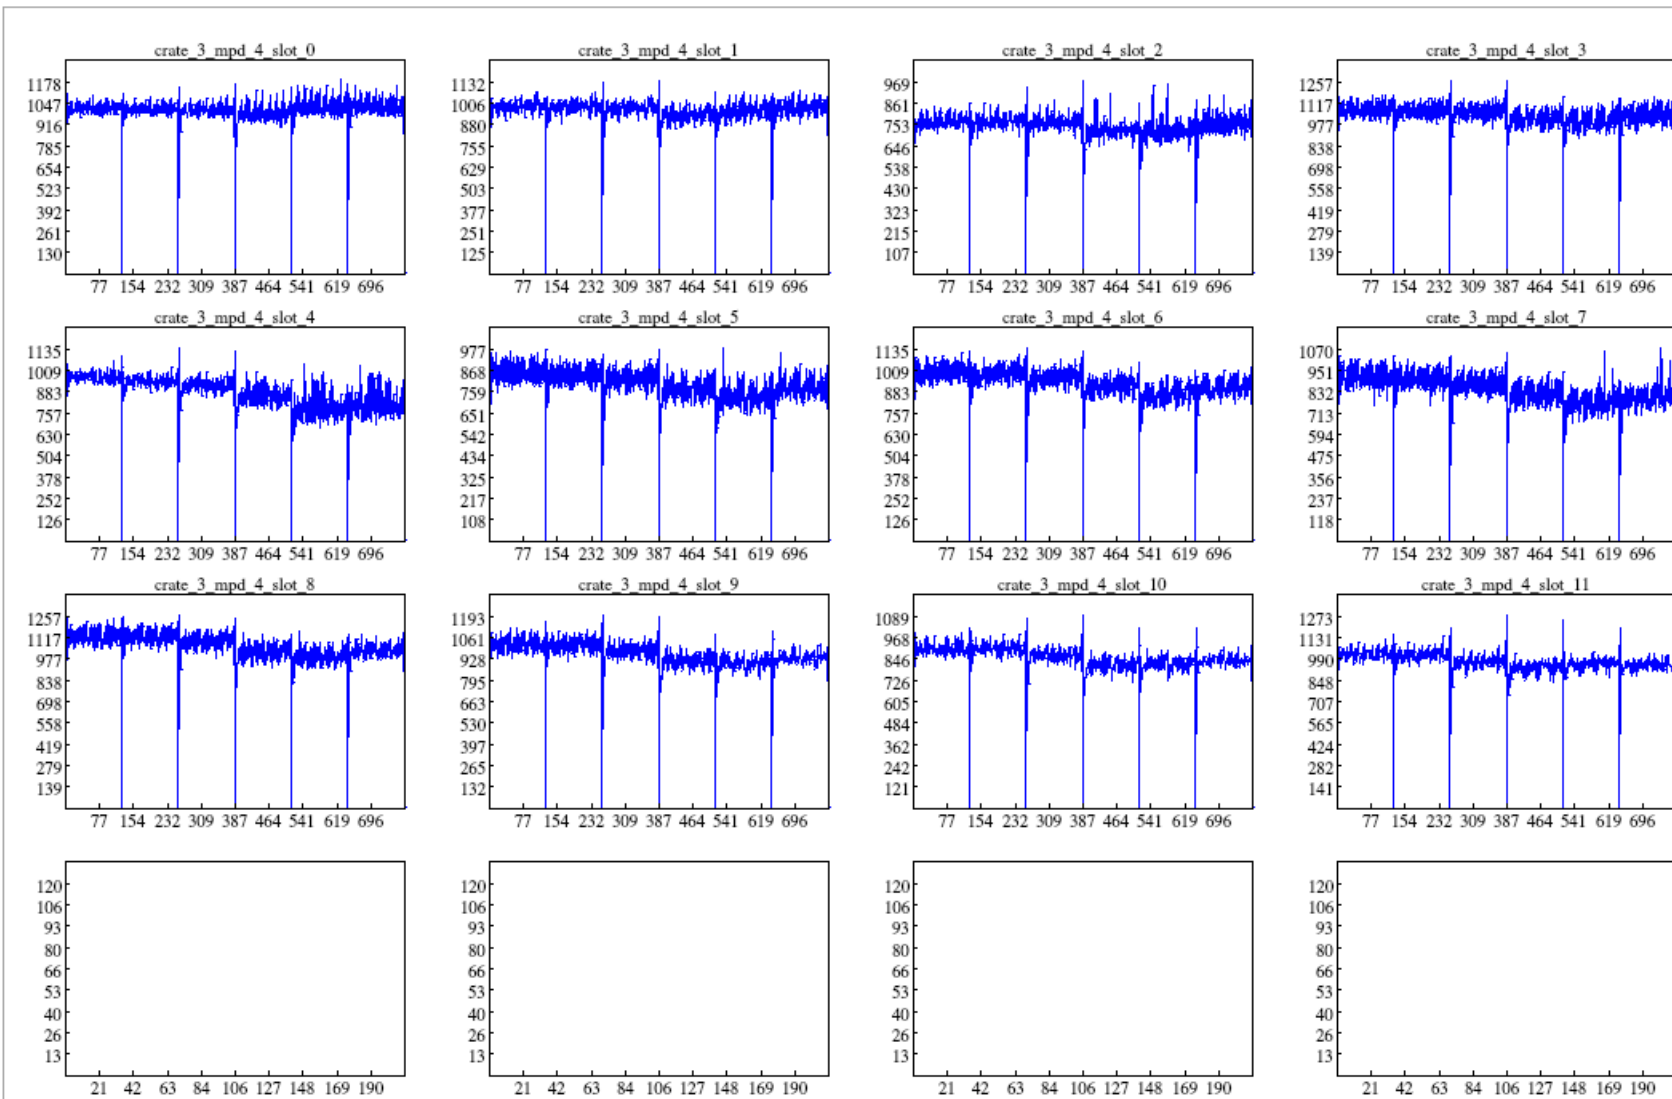 crate_3_mpd_4_slot_0 crate_3_mpd_4_slot_1 crate_3_mpd_4_slot_2 crate_3_mpd_4_slot_3
1178 1132 969 1257
1047 1006 861 1117
916 880 753 977
785 755 646 838
654 629 538 698
523 503 430 558
392 377 323 419
261 251 215 279
130 125 107 139
77 154 232 309 387 464 541 619 696 77 154 232 309 387 464 541 619 696 77 154 232 309 387 464 541 619 696 77 154 232 309 387 464 541 619 696
crate_3_mpd_4_slot_4 crate_3_mpd_4_slot_5 crate_3_mpd_4_slot_6 crate_3_mpd_4_slot_7
1135 977 1135 1070
1009 868 1009 951
883 759 883 832
757 651 757 713
630 542 630 594
504 434 504 475
378 325 378 356
252 217 252 237
126 108 126 118
77 154 232 309 387 464 541 619 696 77 154 232 309 387 464 541 619 696 77 154 232 309 387 464 541 619 696 77 154 232 309 387 464 541 619 696
crate_3_mpd_4_slot_8 crate_3_mpd_4_slot_9 crate_3_mpd_4_slot_10 crate_3_mpd_4_slot_11
1257 1193 1089 1273
1117 1061 968 1131
977 928 846 990
838 795 726 848
698 663 605 707
558 530 484 565
419 397 362 424
279 265 242 282
139 132 121 141
77 154 232 309 387 464 541 619 696 77 154 232 309 387 464 541 619 696 77 154 232 309 387 464 541 619 696 77 154 232 309 387 464 541 619 696
120 120 120 120
106 106 106 106
93 93 93 93
80 80 80 80
66 66 66 66
53 53 53 53
40 40 40 40
26 26 26 26
13 13 13 13
21 42 63 84 106 127 148 169 190 21 42 63 84 106 127 148 169 190 21 42 63 84 106 127 148 169 190 21 42 63 84 106 127 148 169 190